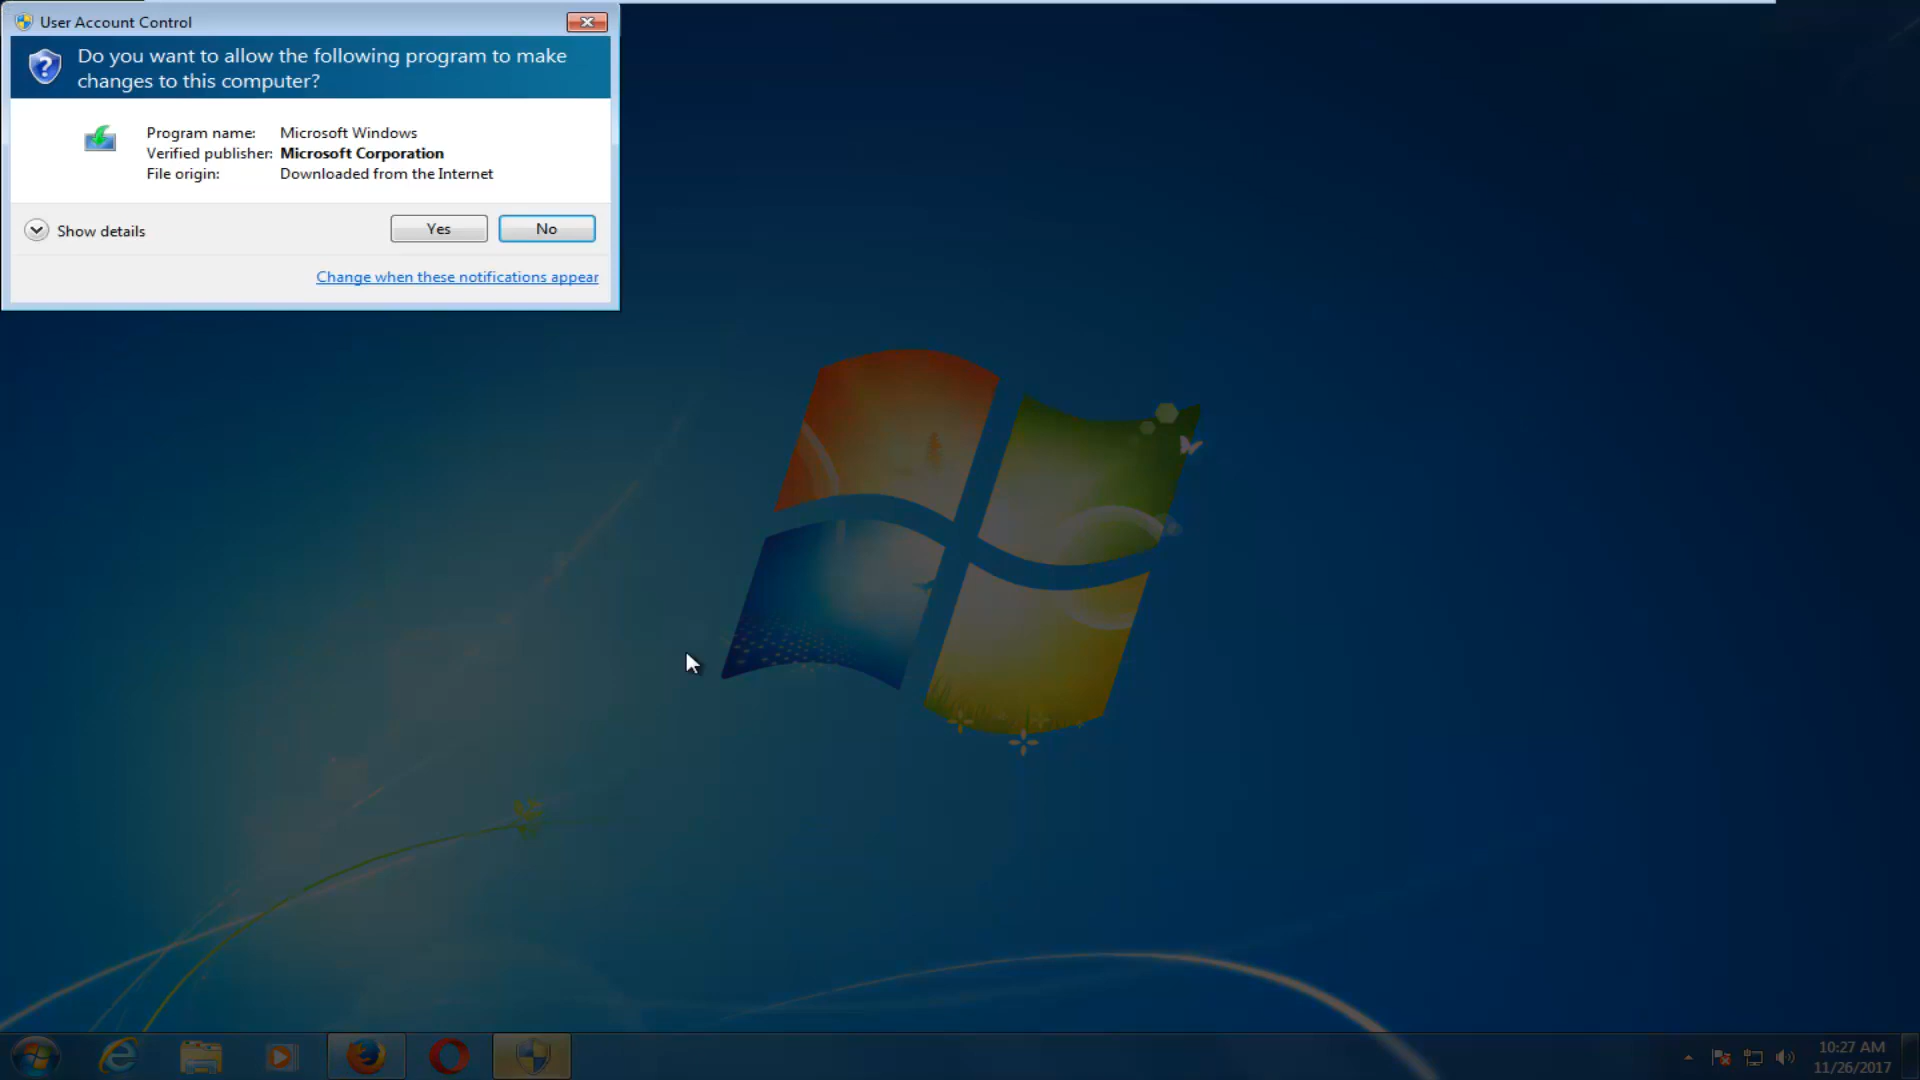 User Account Control
Do you want to allow the following program to make
changes to this computer?
Program name: Microsoft Windows
Verified publisher: Microsoft Corporation
File origin: Downloaded from the Internet
Show details
Yes
No
Change when these notifications appear
10:27 AM
11/26/2017